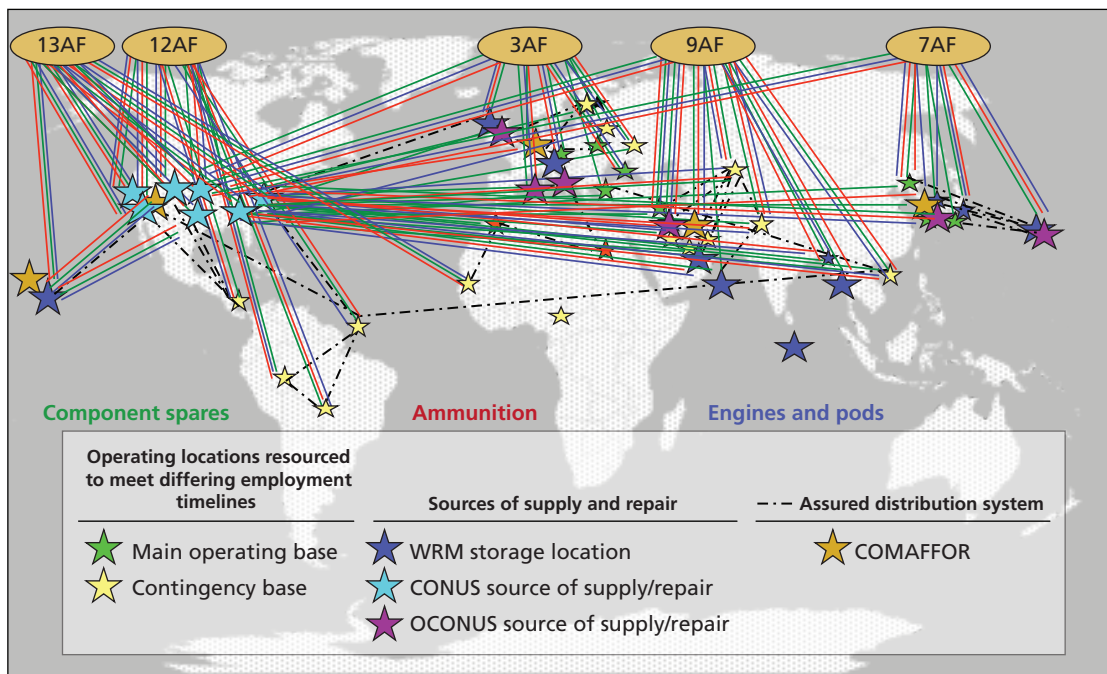 13AF
12AF
3AF
9AF
7AF
Component spares
Ammunition
Engines and pods
Operating locations resourced
to meet differing employment
timelines
Main operating base
Contingency base
Sources of supply and repair
WRM storage location
CONUS source of supply/repair
OCONUS source of supply/repair
Assured distribution system
COMAFFOR